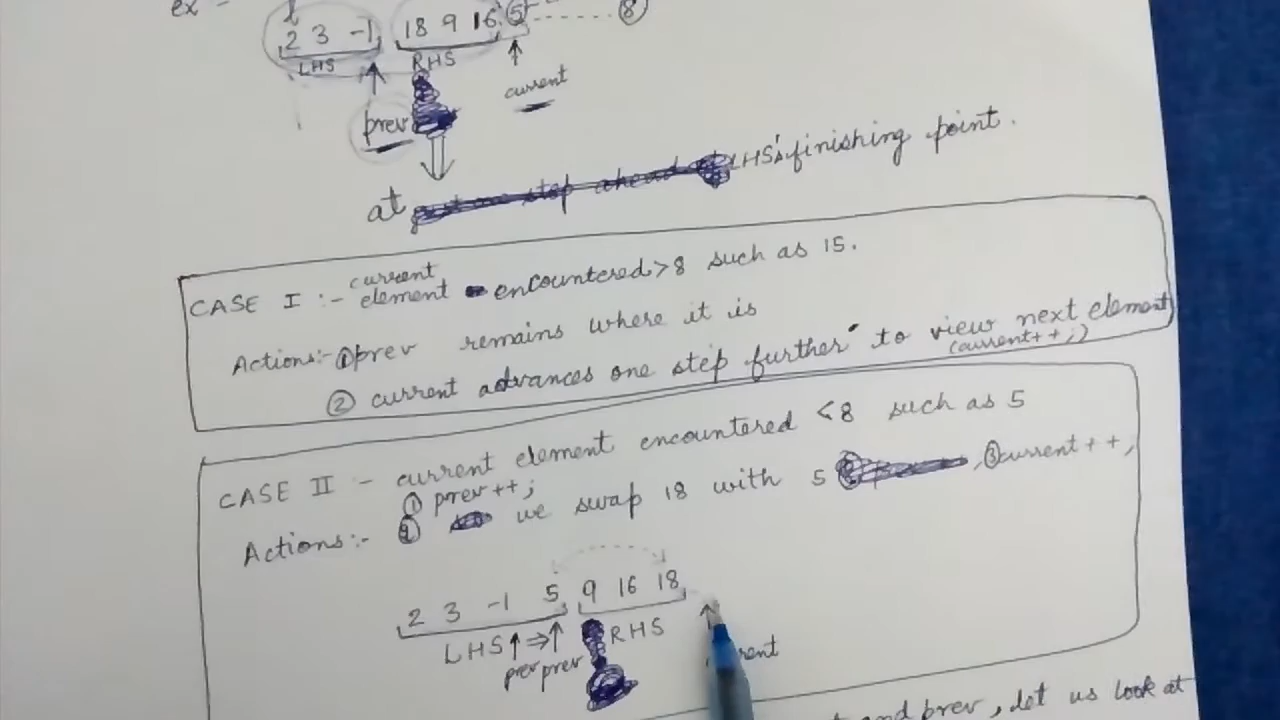 ex -
2 3 -1 18 9 16 5 ------ 8
LHS RHS
prev current
at LHS's finishing point.
CASE I :- current element encountered > 8 such as 15.
Actions:- ① prev remains where it is
② current advances one step further to view next element
(current++;)
CASE II - current element encountered < 8 such as 5
① prev++;
Actions:- ② we swap 18 with 5 , ③ current++;
2 3 -1 5 9 16 18
LHS ↑ ⇒ ↑ RHS
prev prev
and prev, let us look at